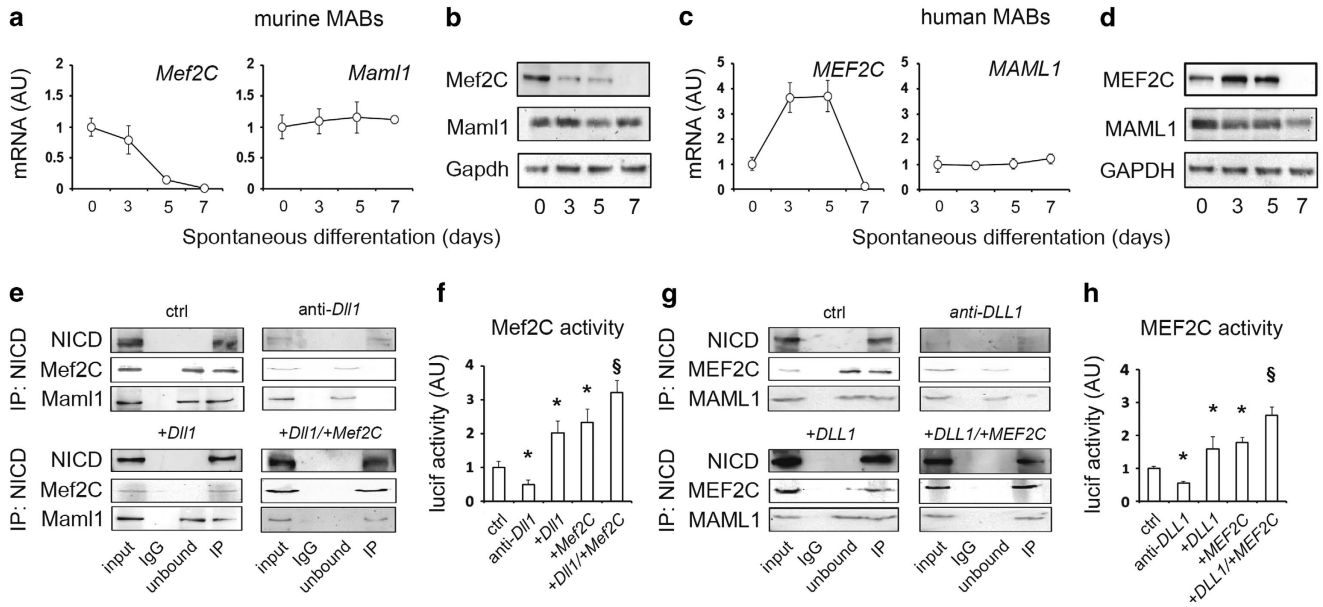 a murine MABs
mRNA (AU)
2
1.5
1
0.5
0
Mef2C
0 3 5 7
2
1.5
1
0.5
0
Maml1
0 3 5 7
Spontaneous differentation (days)
b
Mef2C
Maml1
Gapdh
0 3 5 7
c human MABs
mRNA (AU)
5
4
3
2
1
0
MEF2C
0 3 5 7
5
4
3
2
1
0
MAML1
0 3 5 7
Spontaneous differentation (days)
d
MEF2C
MAML1
GAPDH
0 3 5 7
e
ctrl anti-Dll1
IP: NICD
NICD
Mef2C
Maml1
+Dll1 +Dll1/+Mef2C
IP: NICD
NICD
Mef2C
Maml1
input IgG unbound IP input IgG unbound IP
f
Mef2C activity
lucif activity (AU)
4
3
2
1
0
* * * §
ctrl
anti-Dll1
+Dll1
+Mef2C
+Dll1/+Mef2C
g
ctrl anti-DLL1
IP: NICD
NICD
MEF2C
MAML1
+DLL1 +DLL1/+MEF2C
IP: NICD
NICD
MEF2C
MAML1
input IgG unbound IP input IgG unbound IP
h
MEF2C activity
lucif activity (AU)
4
3
2
1
0
* * * §
ctrl
anti-DLL1
+DLL1
+MEF2C
+DLL1/+MEF2C